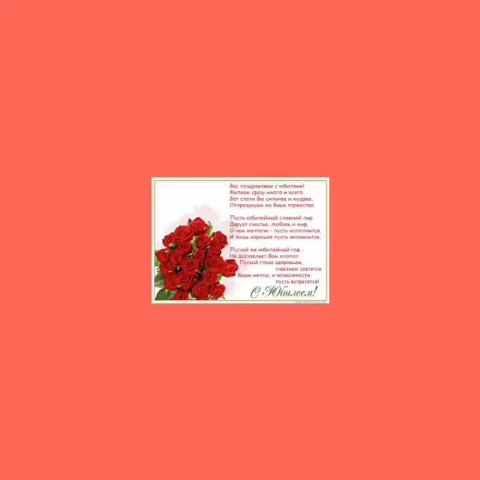 Вас поздравляем с юбилеем!
Желаем сразу много и всего.
Вот стали Вы сильнее и мудрее,
Отпразднуем же Ваше торжество.
Пусть юбилейный славный пир
Дарует счастье, любовь и мир.
О чем мечтали - пусть исполнится,
И лишь хорошее пусть запомнится.
Пускай же юбилейный год -
Не доставляет Вам хлопот.
Пускай глаза здоровьем,
счастьем светятся
Ваши мечты, и возможности
пусть встретятся!
С Юбилеем!